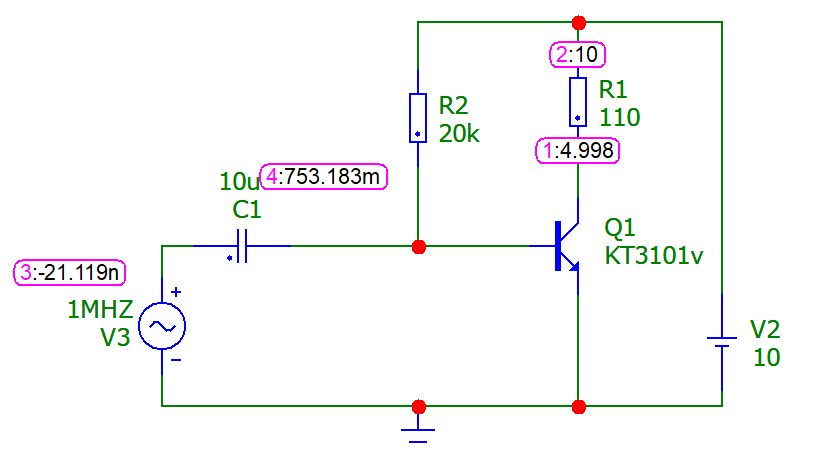 2:10
R1
110
R2
20k
1:4.998
10u
4:753.183m
C1
Q1
KT3101v
3:-21.119n
+
1MHZ
V3
−
V2
10